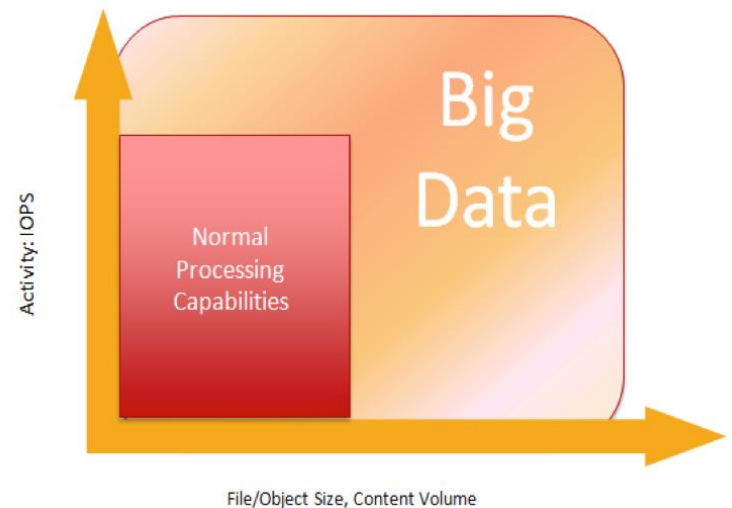 Big
Data
Normal
Processing
Capabilities
Activity: IOPS
File/Object Size, Content Volume